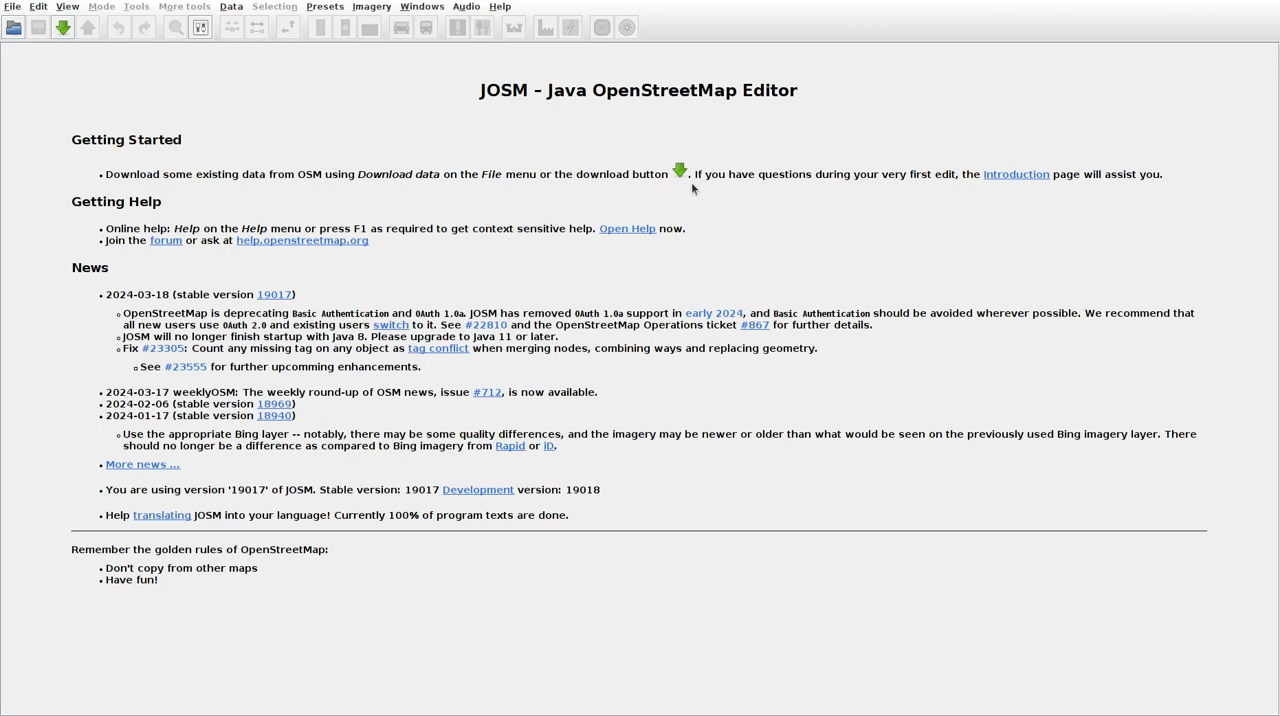 File Edit View Mode Tools More tools Data Selection Presets Imagery Windows Audio Help
JOSM – Java OpenStreetMap Editor
Getting Started
Download some existing data from OSM using Download data on the File menu or the download button . If you have questions during your very first edit, the Introduction page will assist you.
Getting Help
Online help: Help on the Help menu or press F1 as required to get context sensitive help. Open Help now.
Join the forum or ask at help.openstreetmap.org
News
2024-03-18 (stable version 19017)
OpenStreetMap is deprecating Basic Authentication and OAuth 1.0a. JOSM has removed OAuth 1.0a support in early 2024, and Basic Authentication should be avoided wherever possible. We recommend that
all new users use OAuth 2.0 and existing users switch to it. See #22810 and the OpenStreetMap Operations ticket #867 for further details.
JOSM will no longer finish startup with Java 8. Please upgrade to Java 11 or later.
Fix #23305: Count any missing tag on any object as tag conflict when merging nodes, combining ways and replacing geometry.
See #23555 for further upcomming enhancements.
2024-03-17 weeklyOSM: The weekly round-up of OSM news, issue #712, is now available.
2024-02-06 (stable version 18969)
2024-01-17 (stable version 18940)
Use the appropriate Bing layer -- notably, there may be some quality differences, and the imagery may be newer or older than what would be seen on the previously used Bing imagery layer. There
should no longer be a difference as compared to Bing imagery from Rapid or iD.
More news ...
You are using version '19017' of JOSM. Stable version: 19017 Development version: 19018
Help translating JOSM into your language! Currently 100% of program texts are done.
Remember the golden rules of OpenStreetMap:
Don't copy from other maps
Have fun!